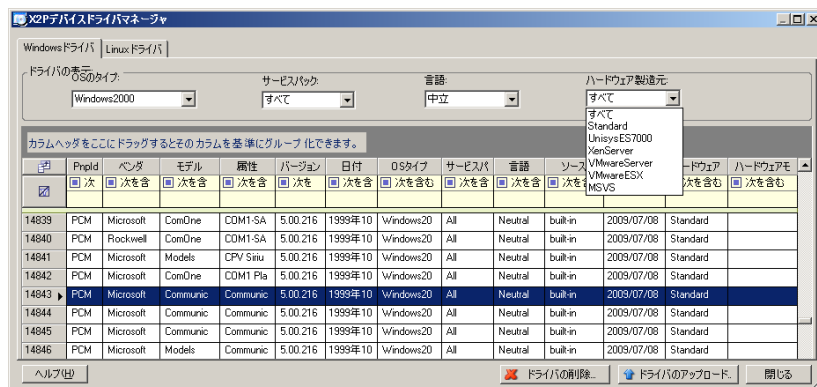 X2Pデバイスドライバマネージャ
Windowsドライバ Linuxドライバ
ドライバの表示:
OSのタイプ: サービスパック: 言語: ハードウェア製造元:
Windows2000 すべて 中立 すべて
すべて
Standard
UnisysES7000
XenServer
VMwareServer
VMwareESX
MSVS
カラムヘッダをここにドラッグするとそのカラムを基準にグループ化できます。
PnpId ベンダ モデル 属性 バージョン 日付 OSタイプ サービスパ 言語 ソース ードウェア ハードウェアモ
次 次を含 次を含 次を含 次を 次を含 次を含む 次を含 次を含 次を含 次を含む 次を含む
14839 PCM Microsoft ComOne COM1-SA 5.00.216 1999年10 Windows20 All Neutral built-in 2009/07/08 Standard
14840 PCM Rockwell ComOne COM1-SA 5.00.216 1999年10 Windows20 All Neutral built-in 2009/07/08 Standard
14841 PCM Microsoft Models CPV Siriu 5.00.216 1999年10 Windows20 All Neutral built-in 2009/07/08 Standard
14842 PCM Microsoft ComOne COM1 Pla 5.00.216 1999年10 Windows20 All Neutral built-in 2009/07/08 Standard
14843 PCM Microsoft Communic Communic 5.00.216 1999年10 Windows20 All Neutral built-in 2009/07/08 Standard
14844 PCM Microsoft Communic Communic 5.00.216 1999年10 Windows20 All Neutral built-in 2009/07/08 Standard
14845 PCM Microsoft Communic Communic 5.00.216 1999年10 Windows20 All Neutral built-in 2009/07/08 Standard
14846 PCM Microsoft Models Communic 5.00.216 1999年10 Windows20 All Neutral built-in 2009/07/08 Standard
ヘルプ(H) ドライバの削除... ドライバのアップロード.. 閉じる